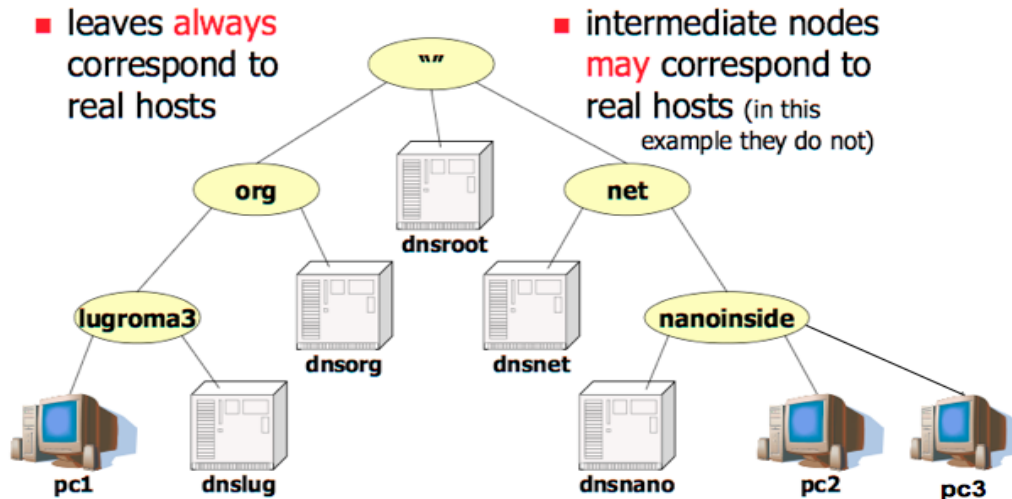 leaves always
correspond to
real hosts
intermediate nodes
may correspond to
real hosts (in this
example they do not)
"."
org
net
dnsroot
lugroma3
dnsorg
dnsnet
nanoinside
pc1
dnslug
dnsnano
pc2
pc3